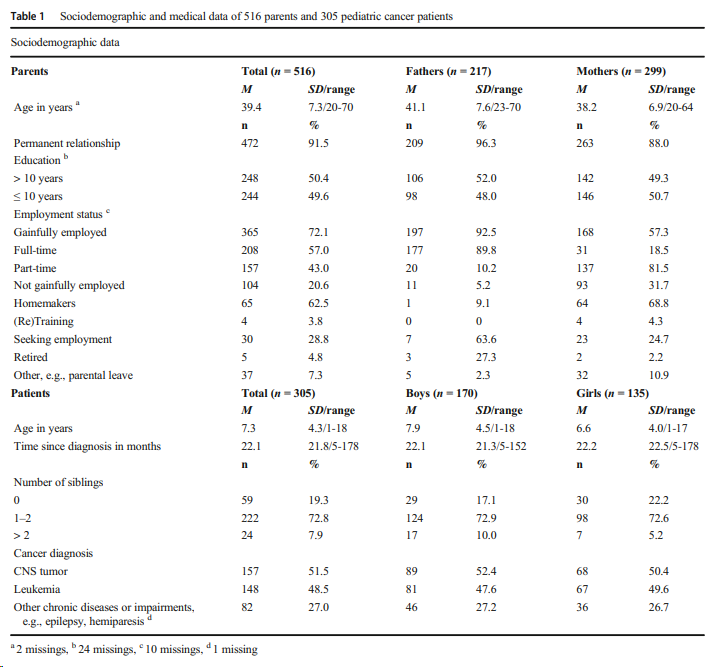 Table 1 Sociodemographic and medical data of 516 parents and 305 pediatric cancer patients
Sociodemographic data
Parents Total (n = 516) Fathers (n = 217) Mothers (n = 299)
M SD/range M SD/range M SD/range
Age in years a 39.4 7.3/20-70 41.1 7.6/23-70 38.2 6.9/20-64
n % n % n %
Permanent relationship 472 91.5 209 96.3 263 88.0
Education b
> 10 years 248 50.4 106 52.0 142 49.3
≤ 10 years 244 49.6 98 48.0 146 50.7
Employment status c
Gainfully employed 365 72.1 197 92.5 168 57.3
Full-time 208 57.0 177 89.8 31 18.5
Part-time 157 43.0 20 10.2 137 81.5
Not gainfully employed 104 20.6 11 5.2 93 31.7
Homemakers 65 62.5 1 9.1 64 68.8
(Re)Training 4 3.8 0 0 4 4.3
Seeking employment 30 28.8 7 63.6 23 24.7
Retired 5 4.8 3 27.3 2 2.2
Other, e.g., parental leave 37 7.3 5 2.3 32 10.9
Patients Total (n = 305) Boys (n = 170) Girls (n = 135)
M SD/range M SD/range M SD/range
Age in years 7.3 4.3/1-18 7.9 4.5/1-18 6.6 4.0/1-17
Time since diagnosis in months 22.1 21.8/5-178 22.1 21.3/5-152 22.2 22.5/5-178
n % n % n %
Number of siblings
0 59 19.3 29 17.1 30 22.2
1–2 222 72.8 124 72.9 98 72.6
> 2 24 7.9 17 10.0 7 5.2
Cancer diagnosis
CNS tumor 157 51.5 89 52.4 68 50.4
Leukemia 148 48.5 81 47.6 67 49.6
Other chronic diseases or impairments, 82 27.0 46 27.2 36 26.7
e.g., epilepsy, hemiparesis d
a 2 missings, b 24 missings, c 10 missings, d 1 missing